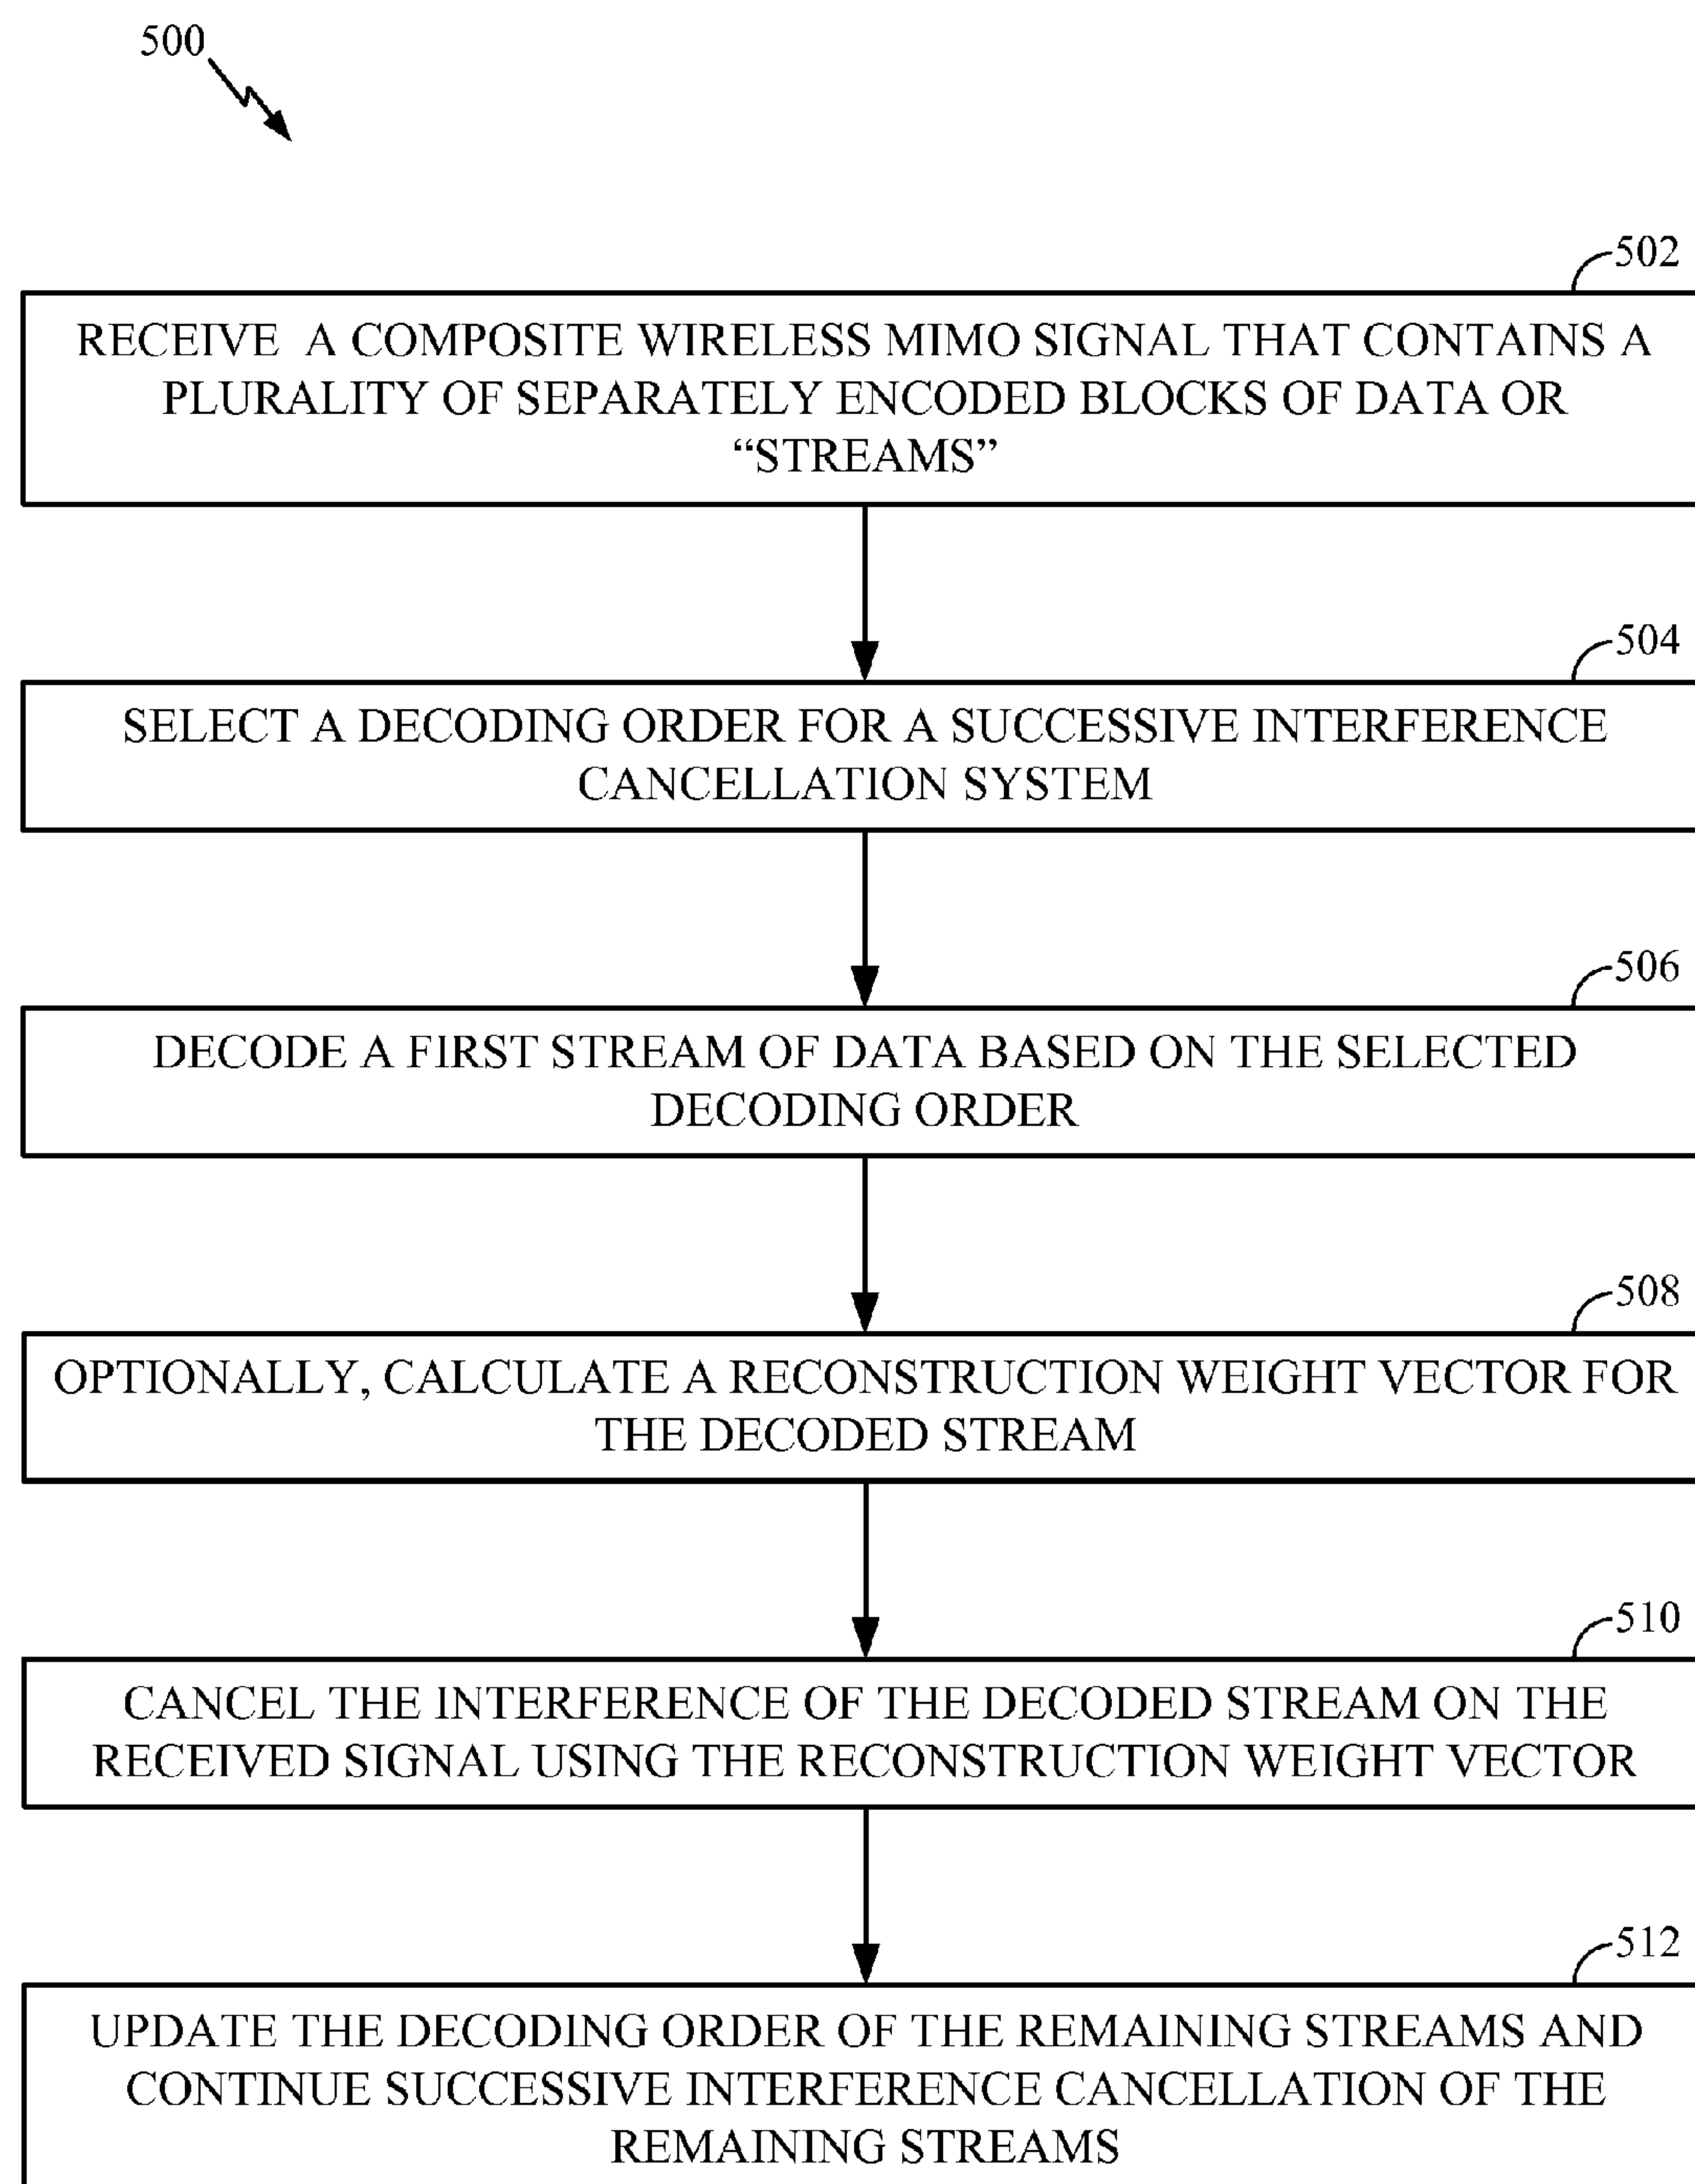 500
502
RECEIVE A COMPOSITE WIRELESS MIMO SIGNAL THAT CONTAINS A
PLURALITY OF SEPARATELY ENCODED BLOCKS OF DATA OR
“STREAMS”
504
SELECT A DECODING ORDER FOR A SUCCESSIVE INTERFERENCE
CANCELLATION SYSTEM
506
DECODE A FIRST STREAM OF DATA BASED ON THE SELECTED
DECODING ORDER
508
OPTIONALLY, CALCULATE A RECONSTRUCTION WEIGHT VECTOR FOR
THE DECODED STREAM
510
CANCEL THE INTERFERENCE OF THE DECODED STREAM ON THE
RECEIVED SIGNAL USING THE RECONSTRUCTION WEIGHT VECTOR
512
UPDATE THE DECODING ORDER OF THE REMAINING STREAMS AND
CONTINUE SUCCESSIVE INTERFERENCE CANCELLATION OF THE
REMAINING STREAMS